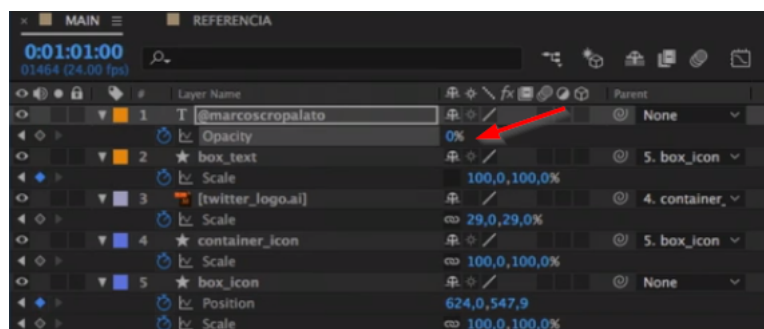 MAIN REFERENCIA
0:01:01:00
01464 (24.00 fps)
# Layer Name fx Parent
1 T @marcoscropalato None
Opacity 0%
2 box_text 5. box_icon
Scale 100,0,100,0%
3 [twitter_logo.ai] 4. container_
Scale 29,0,29,0%
4 container_icon 5. box_icon
Scale 100,0,100,0%
5 box_icon None
Position 624,0,547,9
Scale 100,0,100,0%